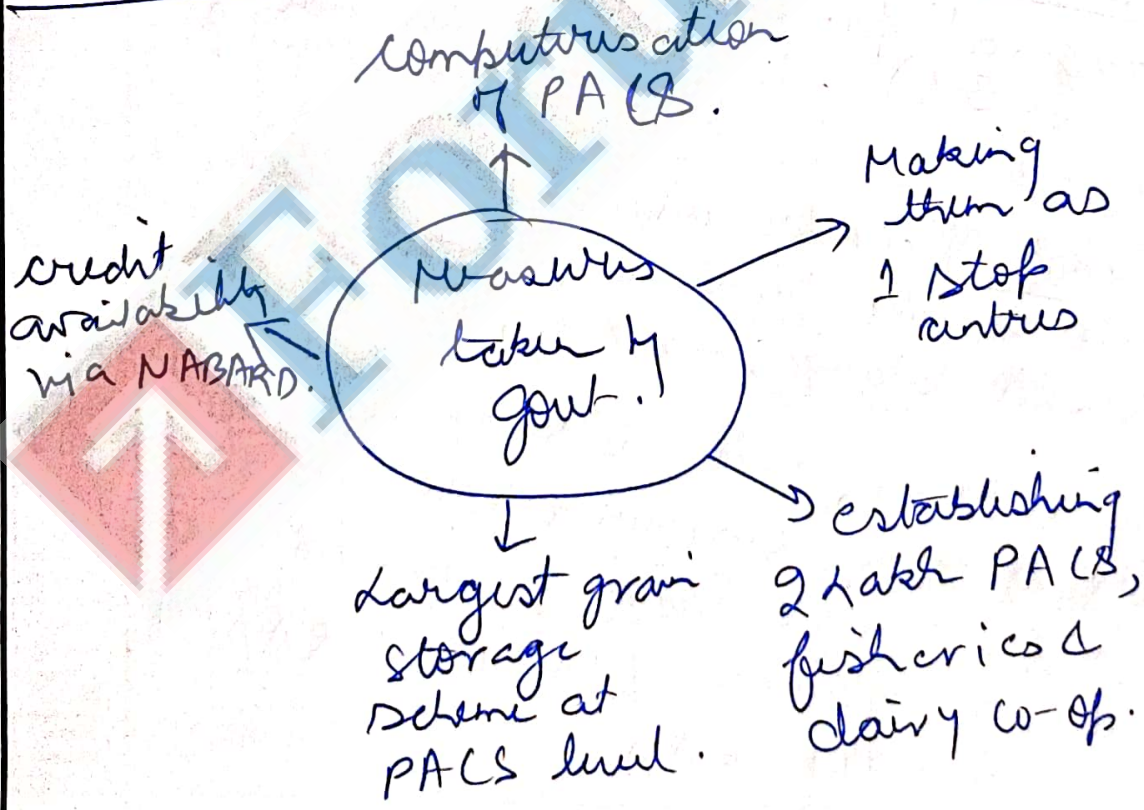 computerisation
of PACS.
Making
them as
1 stop
centres
credit
availability
via NABARD.
Measures
taken by
govt.
Largest grain
storage
scheme at
PACS level.
establishing
2 Lakh PACS,
fisheries &
dairy co-op.